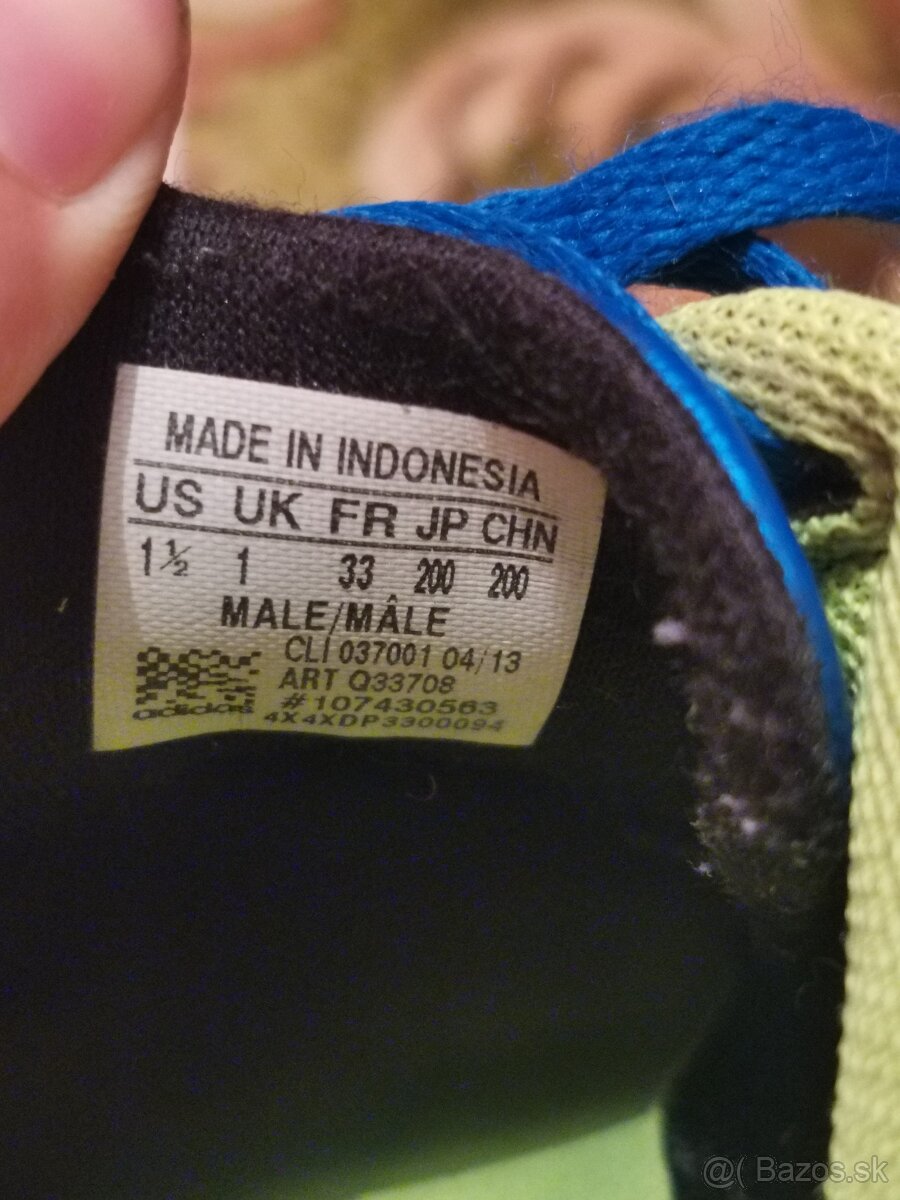 MADE IN INDONESIA
US UK FR JP CHN
1½ 1 33 200 200
MALE/MÂLE
CLI 037001 04/13
ART Q33708
#107430563
adidas 4X4XDP3300094
@( Bazos.sk